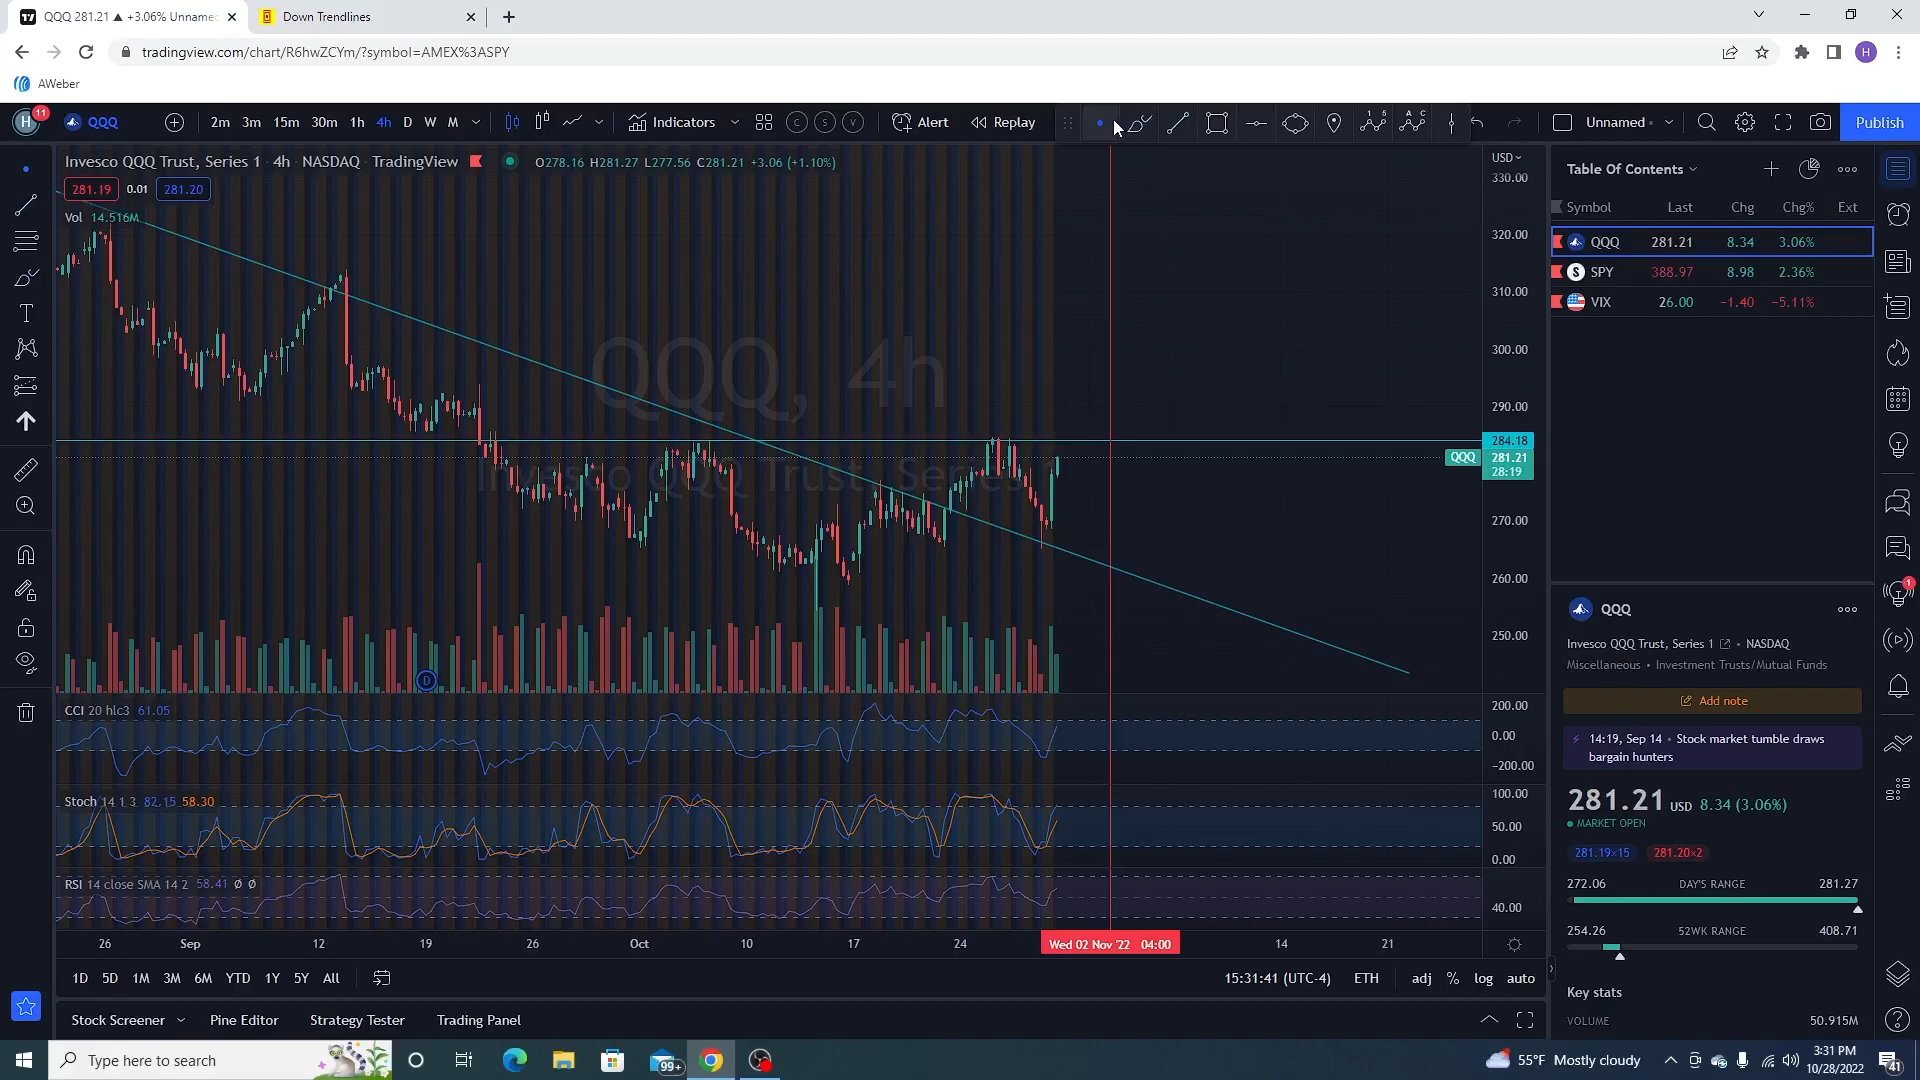 QQQ 281.21 ▲ +3.06% Unname
Down Trendlines
tradingview.com/chart/R6hwZCYm/?symbol=AMEX%3ASPY
H
AWeber
H 11
QQQ
2m 3m 15m 30m 1h 4h D W M
Indicators
C S V
Alert
Replay
Unnamed
Publish
Invesco QQQ Trust, Series 1 · 4h · NASDAQ · TradingView
O278.16 H281.27 L277.56 C281.21 +3.06 (+1.10%)
281.19 0.01 281.20
Vol 14.516M
QQQ, 4h
Invesco QQQ Trust, Series 1
USD
330.00
320.00
310.00
300.00
290.00
284.18
QQQ 281.21
28:19
270.00
260.00
250.00
D
CCI 20 hlc3 61.05
200.00
0.00
−200.00
Stoch 14 1 3 82.15 58.30
100.00
50.00
0.00
RSI 14 close SMA 14 2 58.41 Ø Ø
40.00
26 Sep 12 19 26 Oct 10 17 24 Wed 02 Nov '22 04:00 14 21
1D 5D 1M 3M 6M YTD 1Y 5Y All
15:31:41 (UTC-4) ETH adj % log auto
Stock Screener Pine Editor Strategy Tester Trading Panel
Table Of Contents
Symbol Last Chg Chg% Ext
QQQ 281.21 8.34 3.06%
SPY 388.97 8.98 2.36%
VIX 26.00 −1.40 −5.11%
QQQ
Invesco QQQ Trust, Series 1 • NASDAQ
Miscellaneous • Investment Trusts/Mutual Funds
Add note
14:19, Sep 14 • Stock market tumble draws
bargain hunters
281.21 USD 8.34 (3.06%)
MARKET OPEN
281.19×15 281.20×2
272.06 DAY'S RANGE 281.27
254.26 52WK RANGE 408.71
Key stats
VOLUME 50.915M
1
Type here to search
99+
55°F Mostly cloudy
3:31 PM
10/28/2022
41